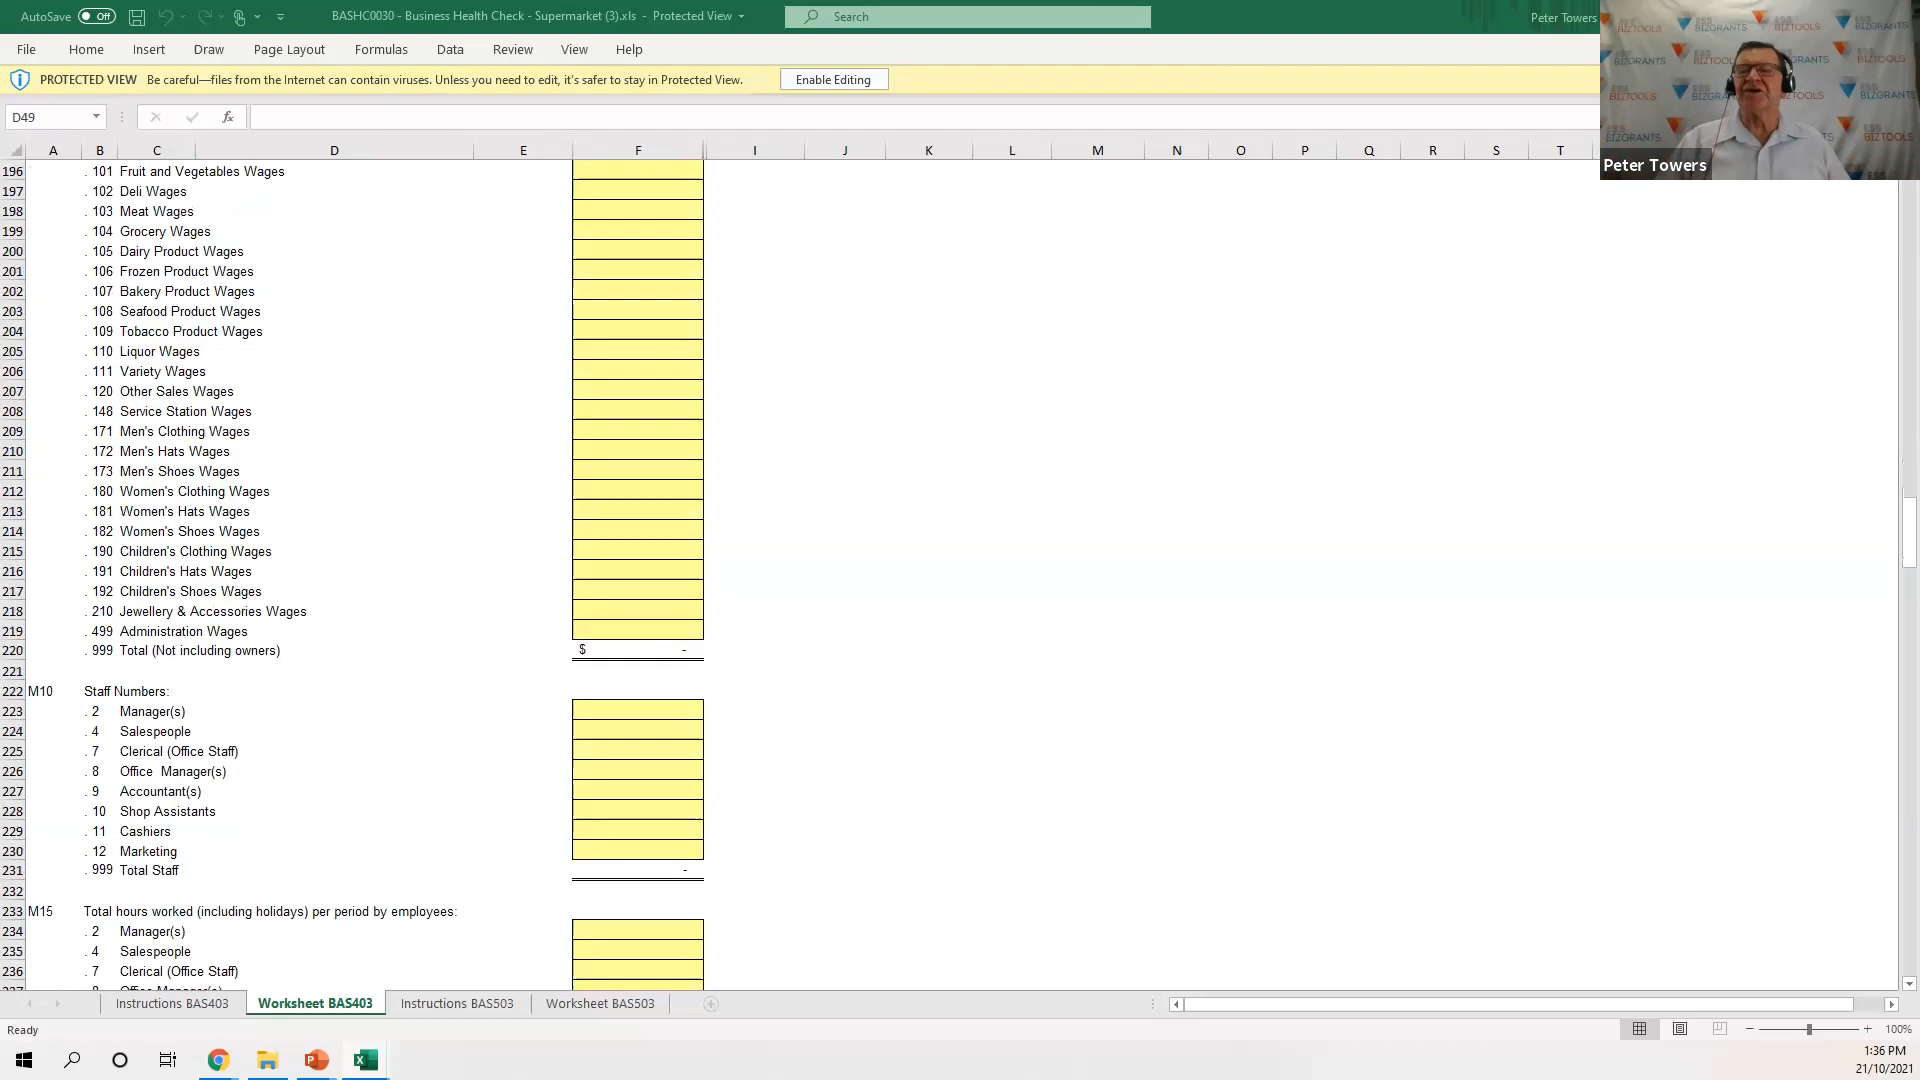 AutoSave Off BASHC0030 - Business Health Check - Supermarket (3).xls - Protected View Search Peter Towers
File Home Insert Draw Page Layout Formulas Data Review View Help
PROTECTED VIEW Be careful—files from the Internet can contain viruses. Unless you need to edit, it's safer to stay in Protected View. Enable Editing
D49 fx
A B C D E F I J K L M N O P Q R S T
196 . 101 Fruit and Vegetables Wages
197 . 102 Deli Wages
198 . 103 Meat Wages
199 . 104 Grocery Wages
200 . 105 Dairy Product Wages
201 . 106 Frozen Product Wages
202 . 107 Bakery Product Wages
203 . 108 Seafood Product Wages
204 . 109 Tobacco Product Wages
205 . 110 Liquor Wages
206 . 111 Variety Wages
207 . 120 Other Sales Wages
208 . 148 Service Station Wages
209 . 171 Men's Clothing Wages
210 . 172 Men's Hats Wages
211 . 173 Men's Shoes Wages
212 . 180 Women's Clothing Wages
213 . 181 Women's Hats Wages
214 . 182 Women's Shoes Wages
215 . 190 Children's Clothing Wages
216 . 191 Children's Hats Wages
217 . 192 Children's Shoes Wages
218 . 210 Jewellery & Accessories Wages
219 . 499 Administration Wages
220 . 999 Total (Not including owners) $ -
221
222 M10 Staff Numbers:
223 . 2 Manager(s)
224 . 4 Salespeople
225 . 7 Clerical (Office Staff)
226 . 8 Office Manager(s)
227 . 9 Accountant(s)
228 . 10 Shop Assistants
229 . 11 Cashiers
230 . 12 Marketing
231 . 999 Total Staff -
232
233 M15 Total hours worked (including holidays) per period by employees:
234 . 2 Manager(s)
235 . 4 Salespeople
236 . 7 Clerical (Office Staff)
Instructions BAS403 Worksheet BAS403 Instructions BAS503 Worksheet BAS503
Ready 100%
1:36 PM
21/10/2021
Peter Towers